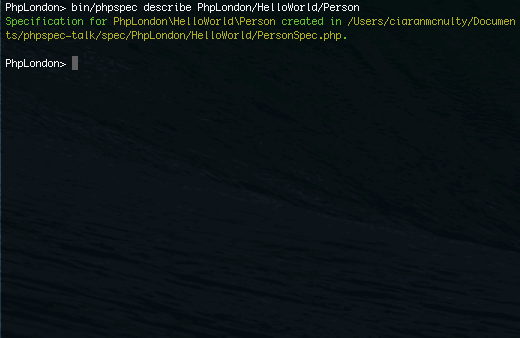 PhpLondon> bin/phpspec describe PhpLondon/HelloWorld/Person
Specification for PhpLondon\HelloWorld\Person created in /Users/ciaranmcnulty/Documen
ts/phpspec-talk/spec/PhpLondon/HelloWorld/PersonSpec.php.
PhpLondon>